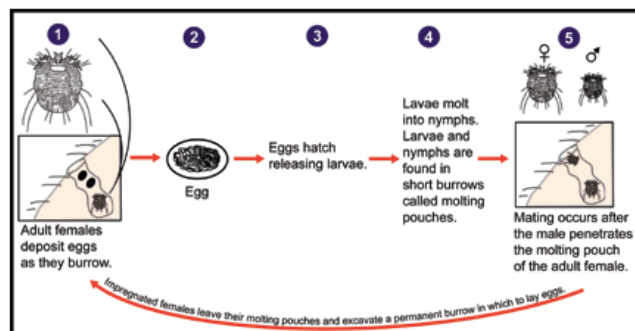 1
2
3
4
5
♀ ♂
Adult females
deposit eggs
as they burrow.
Egg
Eggs hatch
releasing larvae.
Lavae molt
into nymphs.
Larvae and
nymphs are
found in
short burrows
called molting
pouches.
Mating occurs after
the male penetrates
the molting pouch
of the adult female.
Impregnated females leave their molting pouches and excavate a permanent burrow in which to lay eggs.